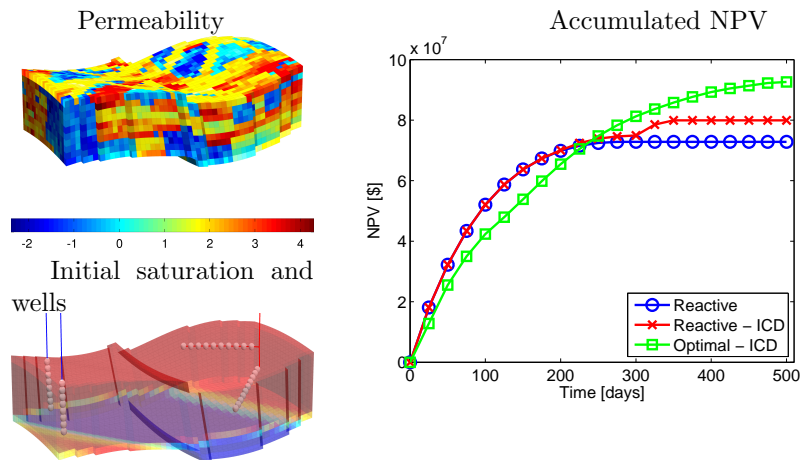 Permeability
-2 -1 0 1 2 3 4
Initial saturation and
wells
Accumulated NPV
x 10^7
10
8
6
4
2
0
NPV [$]
0 100 200 300 400 500
Time [days]
Reactive
Reactive - ICD
Optimal - ICD